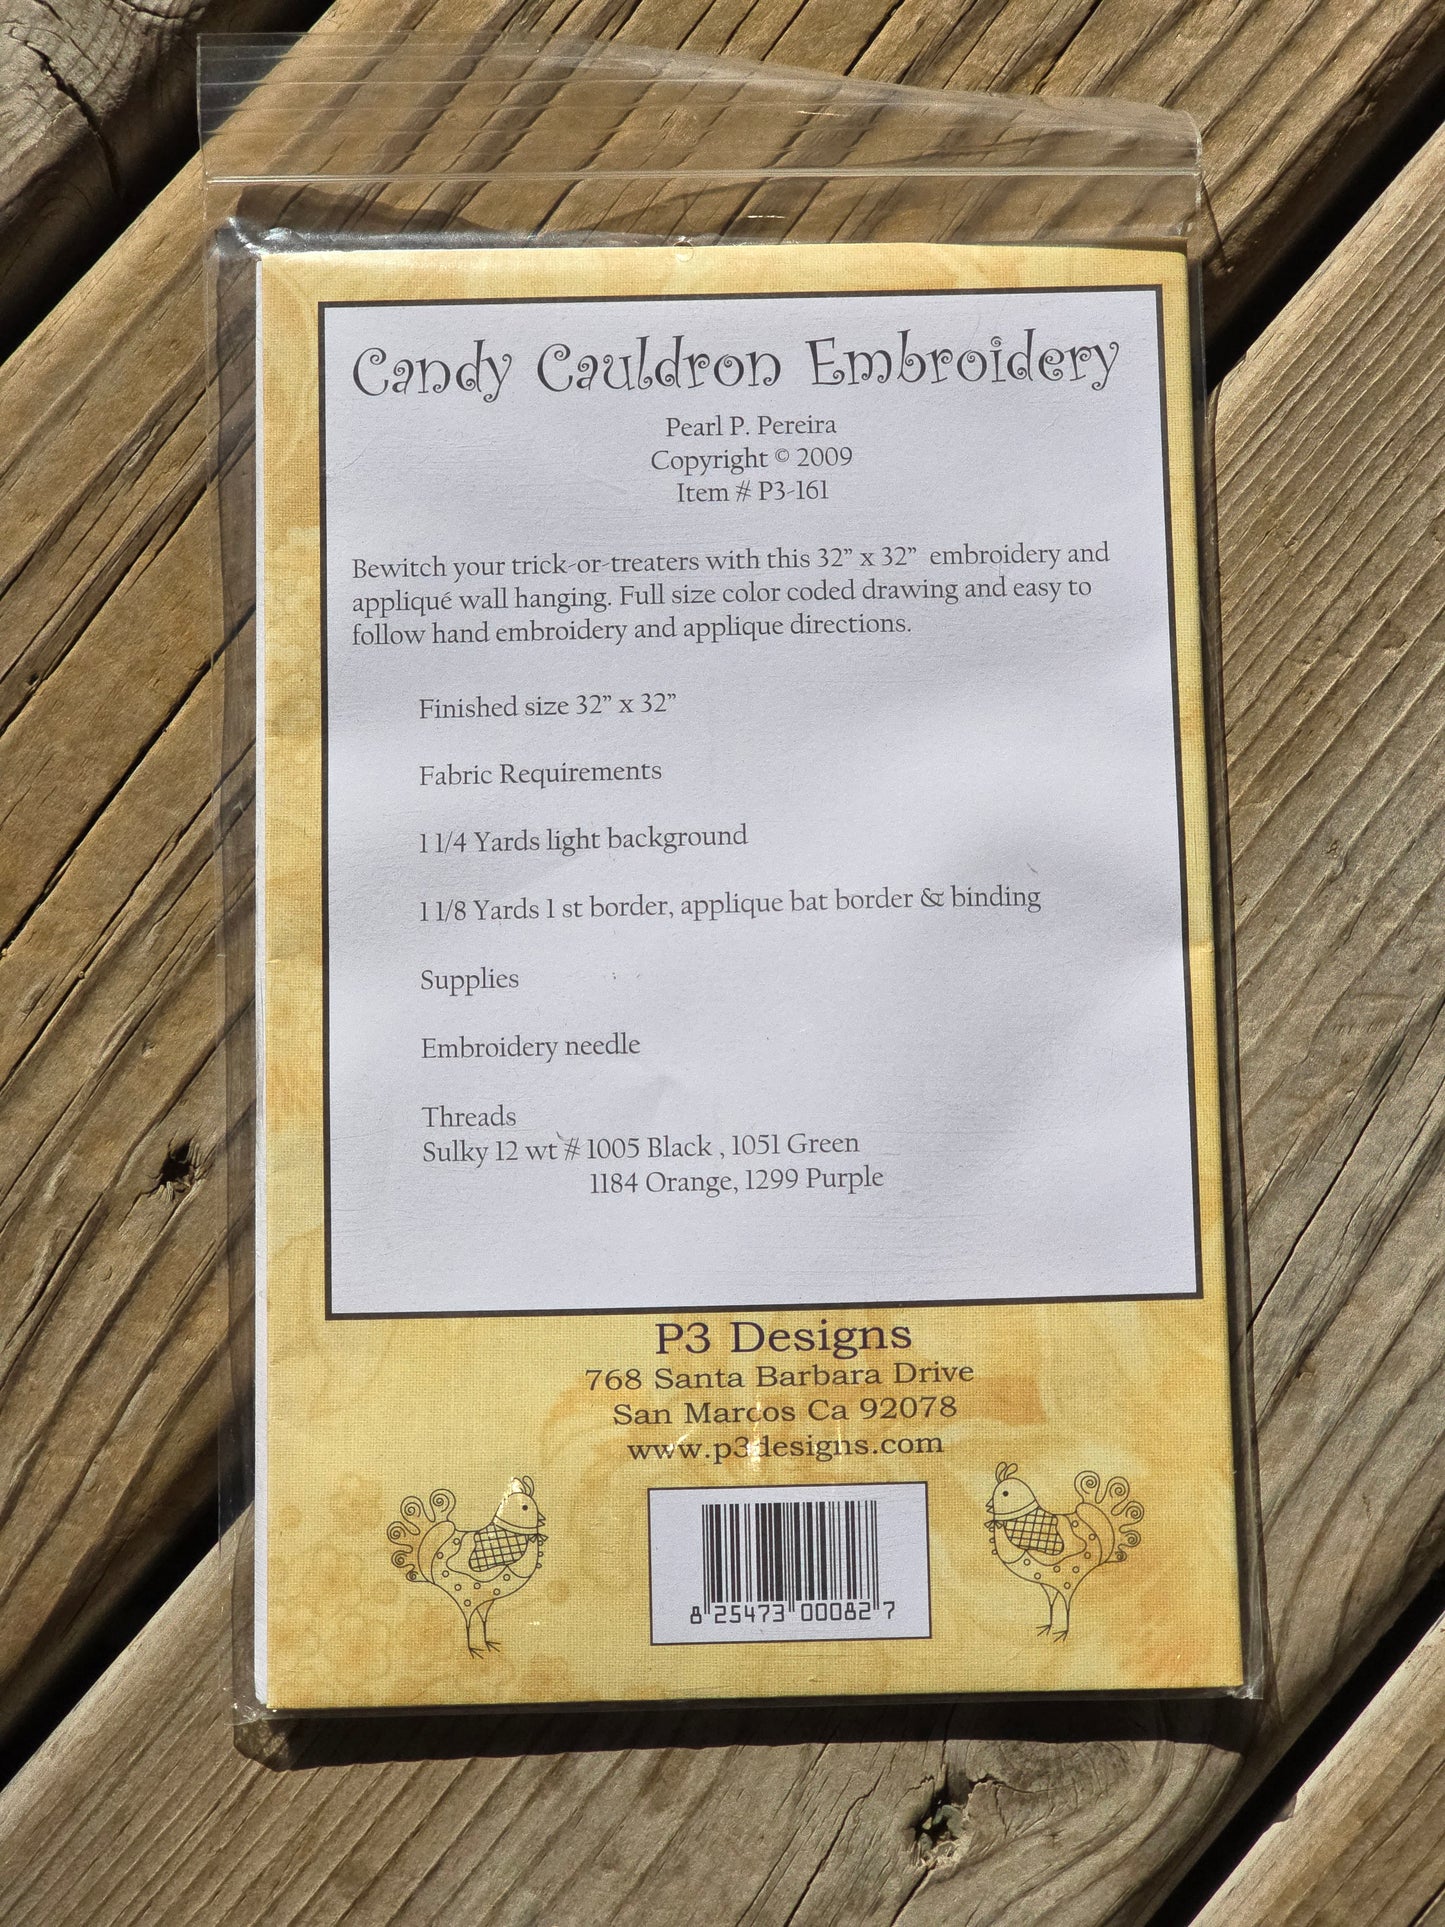 Candy Cauldron Embroidery
Pearl P. Pereira
Copyright © 2009
Item # P3-161
Bewitch your trick-or-treaters with this 32” x 32” embroidery and
appliqué wall hanging. Full size color coded drawing and easy to
follow hand embroidery and applique directions.
Finished size 32” x 32”
Fabric Requirements
1 1/4 Yards light background
1 1/8 Yards 1 st border, applique bat border & binding
Supplies
Embroidery needle
Threads
Sulky 12 wt # 1005 Black , 1051 Green
1184 Orange, 1299 Purple
P3 Designs
768 Santa Barbara Drive
San Marcos Ca 92078
www.p3designs.com
8 25473 00082 7